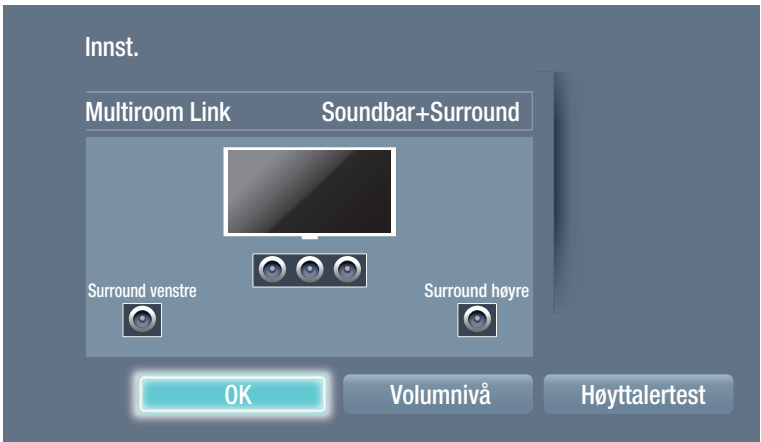 Innst.
Multiroom Link Soundbar+Surround
Surround venstre Surround høyre
OK Volumnivå Høyttalertest